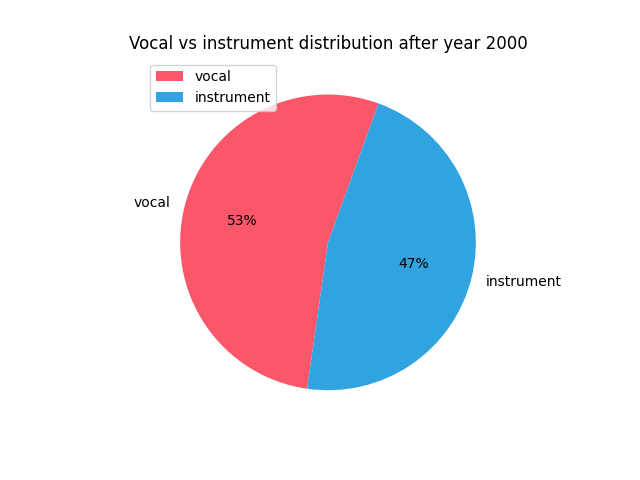 Vocal vs instrument distribution after year 2000
vocal
instrument
vocal
53%
47%
instrument